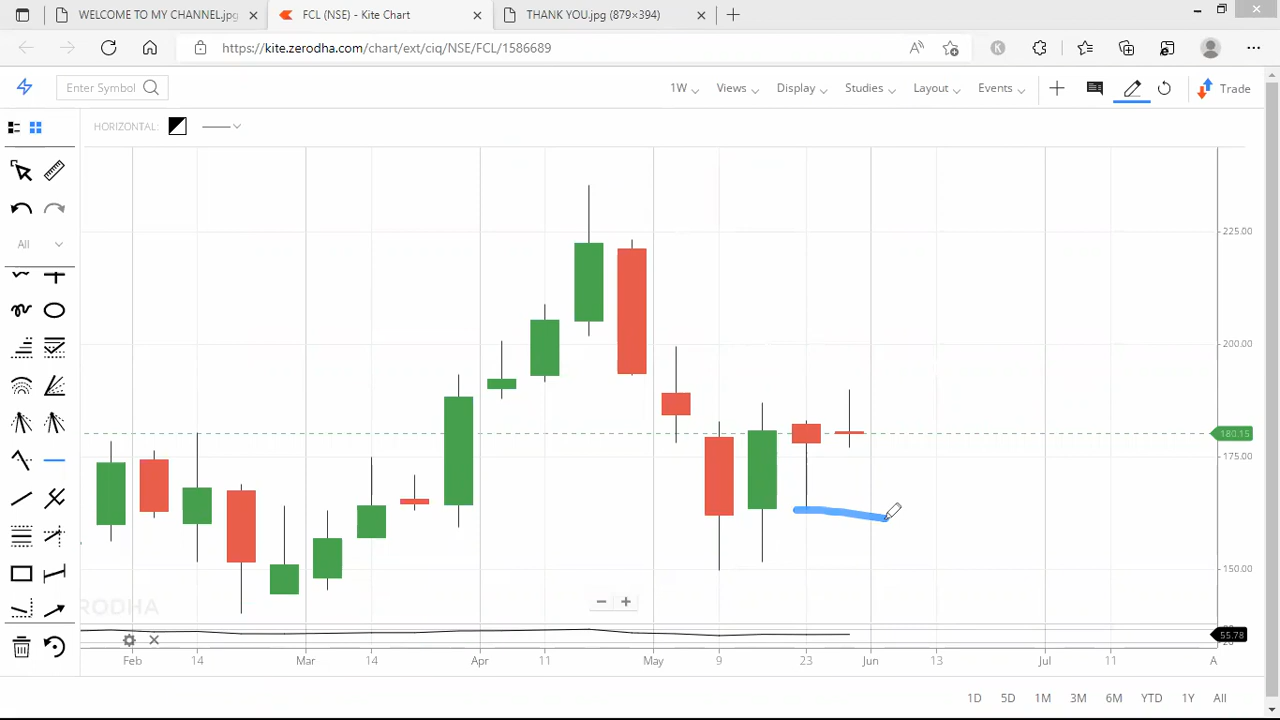 WELCOME TO MY CHANNEL.jpg
FCL (NSE) - Kite Chart
THANK YOU.jpg (879×394)
https://kite.zerodha.com/chart/ext/ciq/NSE/FCL/1586689
Enter Symbol
1W Views Display Studies Layout Events Trade
HORIZONTAL:
All
225.00
200.00
180.15
175.00
150.00
RODHA
55.78
Feb 14 Mar 14 Apr 11 May 9 23 Jun 13 Jul 11 A
1D 5D 1M 3M 6M YTD 1Y All